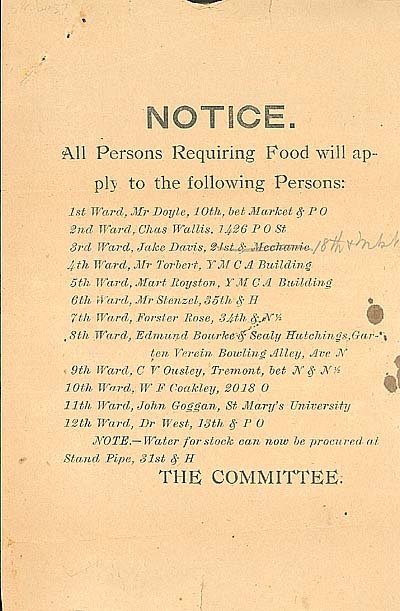 NOTICE.
All Persons Requiring Food will ap-
ply to the following Persons:
1st Ward, Mr Doyle, 10th, bet Market & P O
2nd Ward, Chas Wallis, 1426 P O St
3rd Ward, Jake Davis, 21st & Mechanic 18th &
4th Ward, Mr Torbert, Y M C A Building
5th Ward, Mart Royston, Y M C A Building
6th Ward, Mr Stenzel, 35th & H
7th Ward, Forster Rose, 34th & N½
8th Ward, Edmund Bourke & Sealy Hutchings, Gar-
ten Verein Bowling Alley, Ave N
9th Ward, C V Ousley, Tremont, bet N & N½
10th Ward, W F Coakley, 2018 O
11th Ward, John Goggan, St Mary's University
12th Ward, Dr West, 13th & P O
NOTE.—Water for stock can now be procured at
Stand Pipe, 31st & H
THE COMMITTEE.